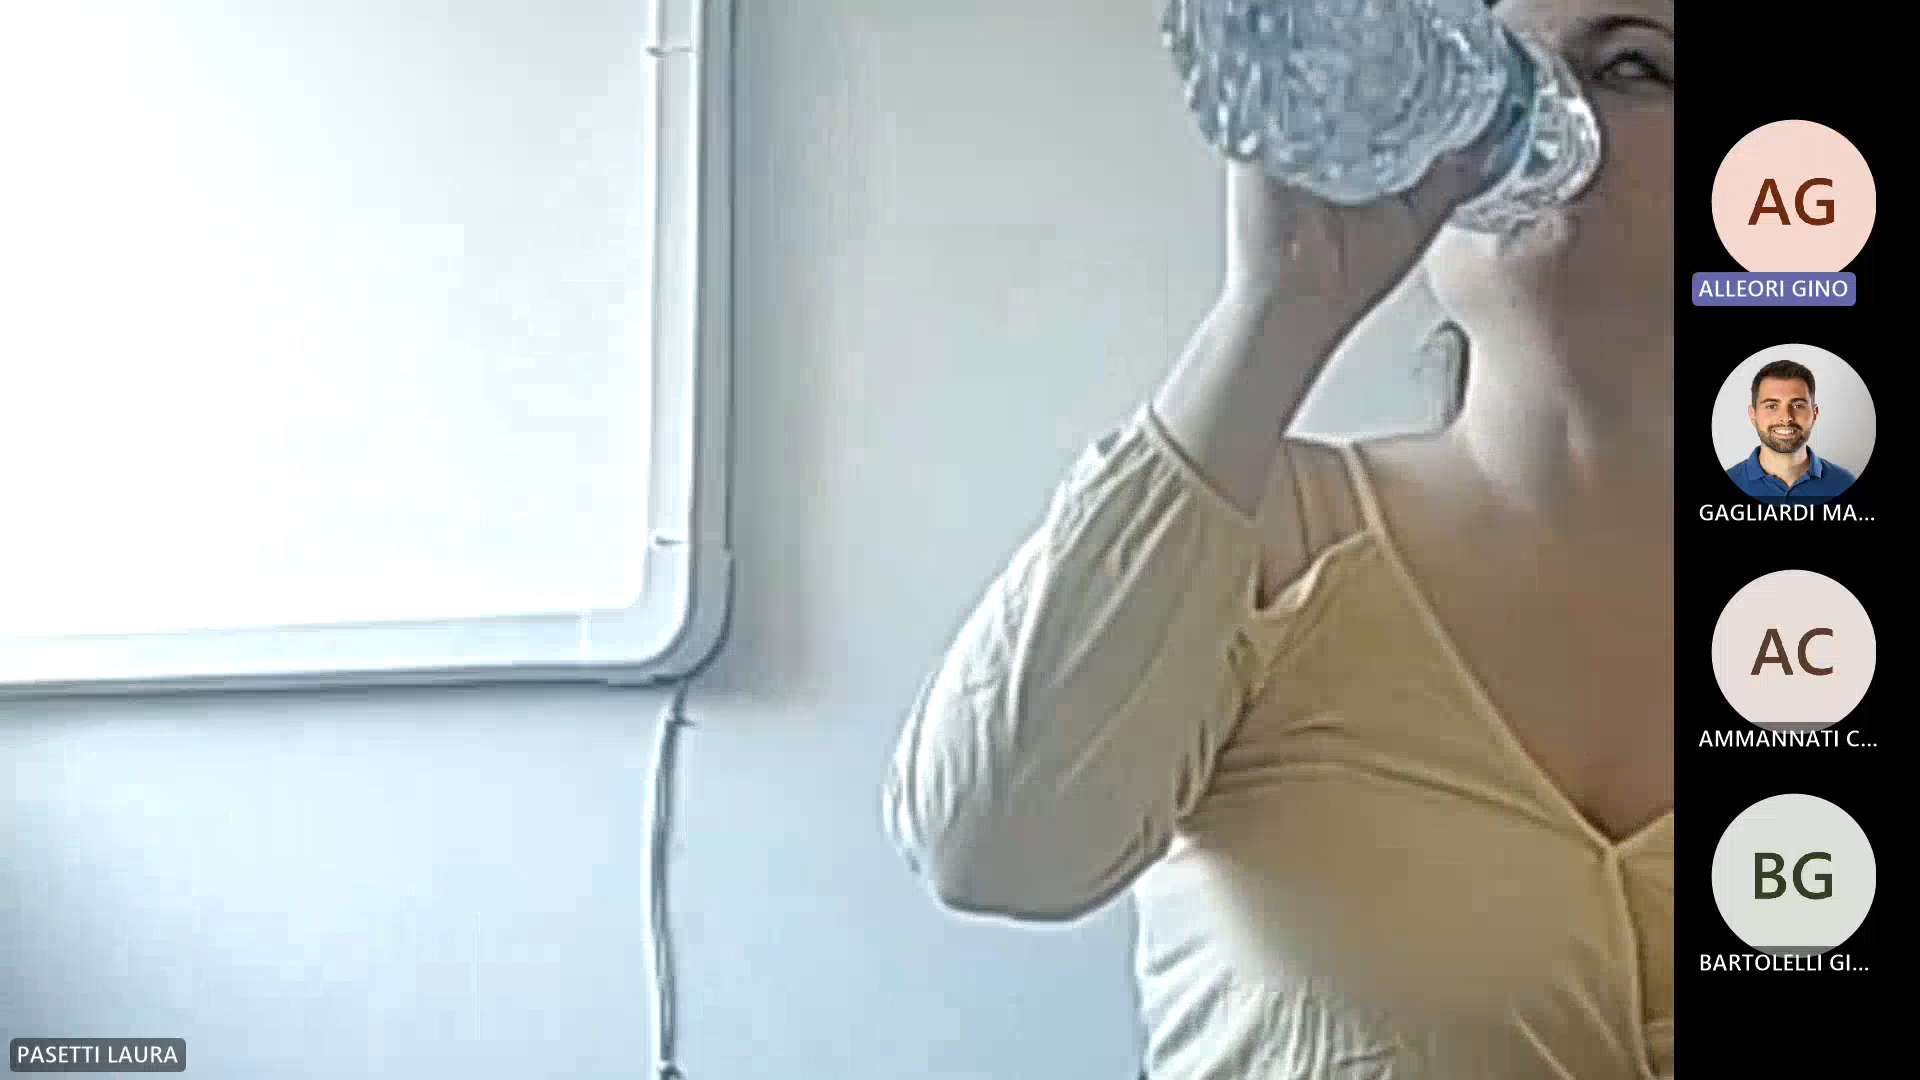 AG
ALLEORI GINO
GAGLIARDI MA...
AC
AMMANNATI C...
BG
BARTOLELLI GI...
PASETTI LAURA